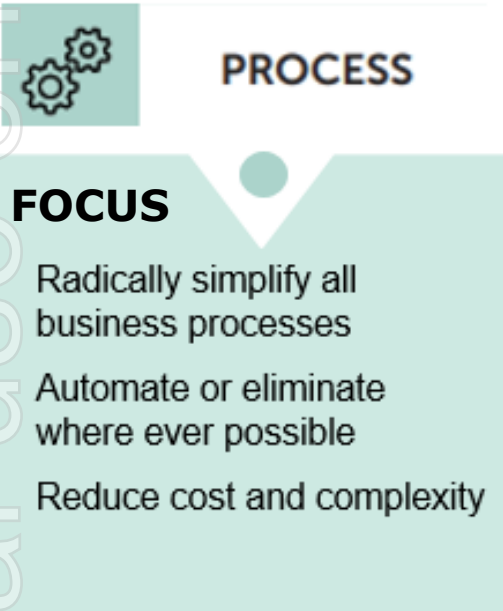 PROCESS
FOCUS
Radically simplify all
business processes
Automate or eliminate
where ever possible
Reduce cost and complexity